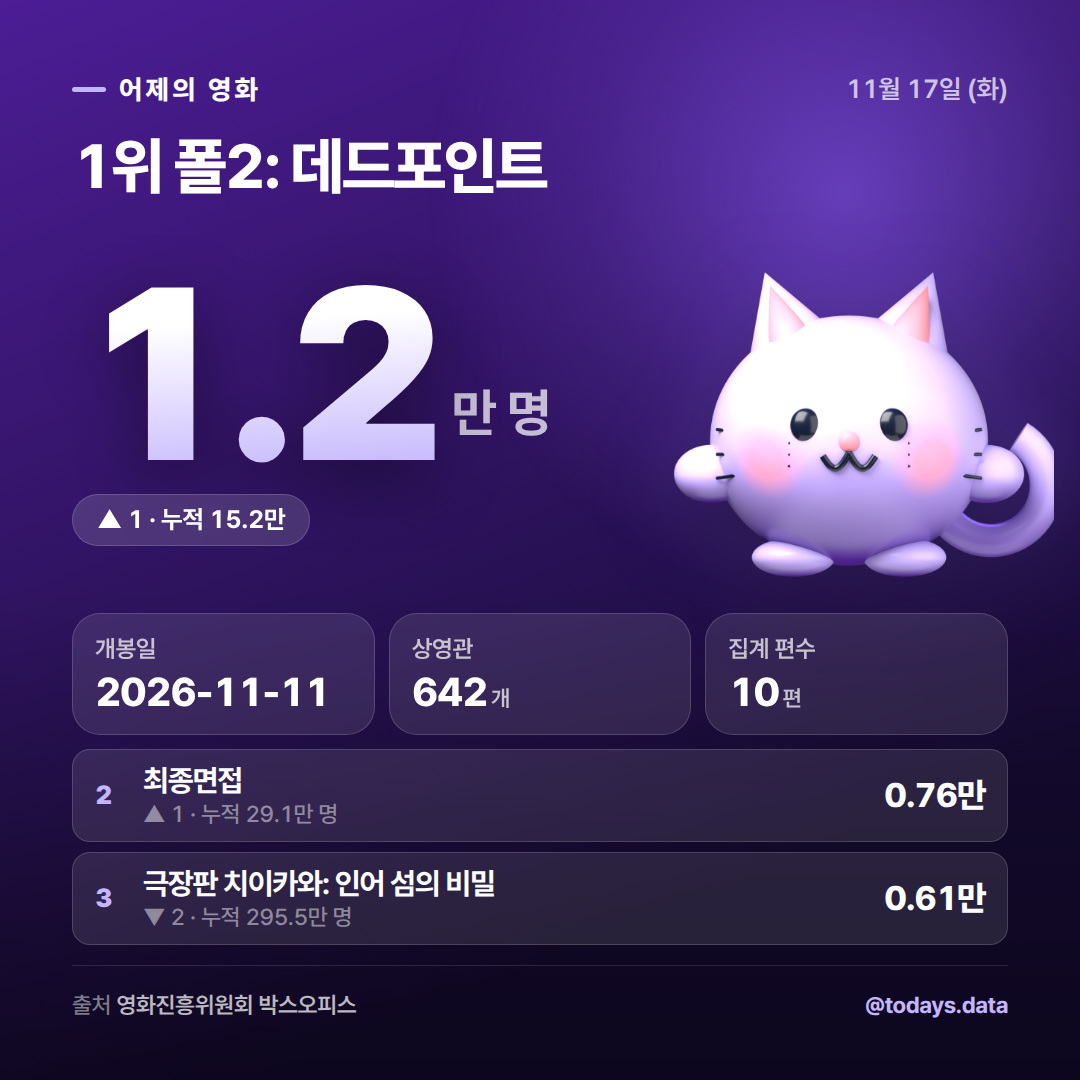 어제의 영화
11월 17일 (화)
1위 폴2: 데드포인트
1.2만 명
▲ 1 · 누적 15.2만
개봉일
2026-11-11
상영관
642개
집계 편수
10편
2
최종면접
▲ 1 · 누적 29.1만 명
0.76만
3
극장판 치이카와: 인어 섬의 비밀
▼ 2 · 누적 295.5만 명
0.61만
출처 영화진흥위원회 박스오피스
@todays.data